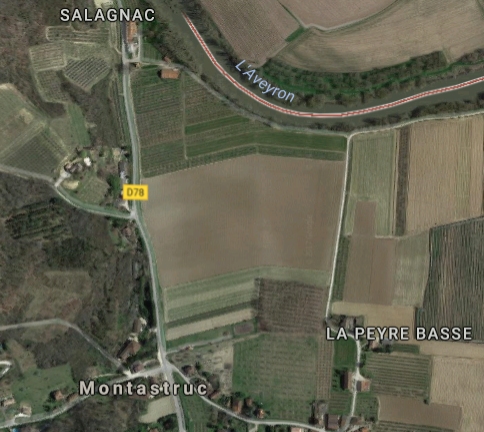 SALAGNAC
L'Aveyron
D78
LA PEYRE BASSE
Montastruc